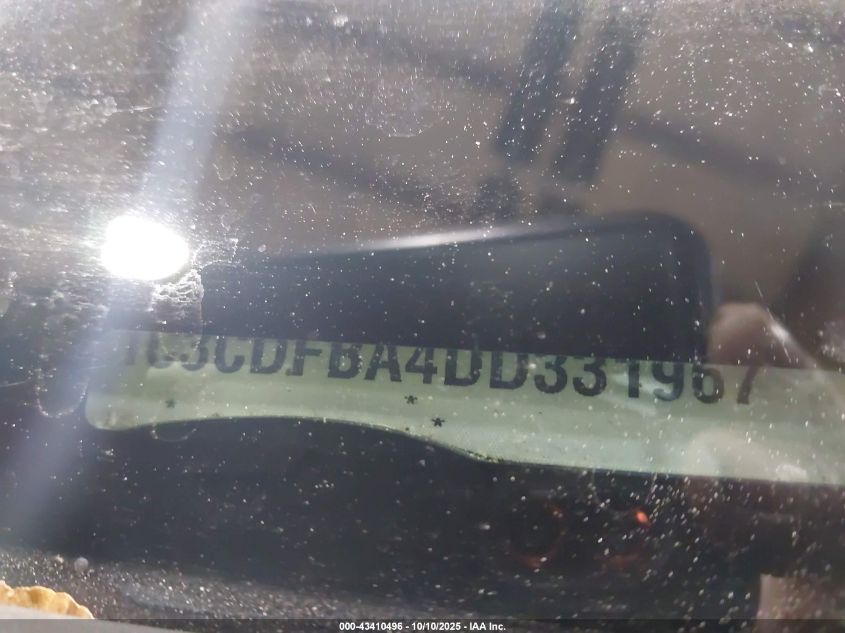 1C3CDFBA4DD331967
* * *
000-43410496 - 10/10/2025 - IAA Inc.